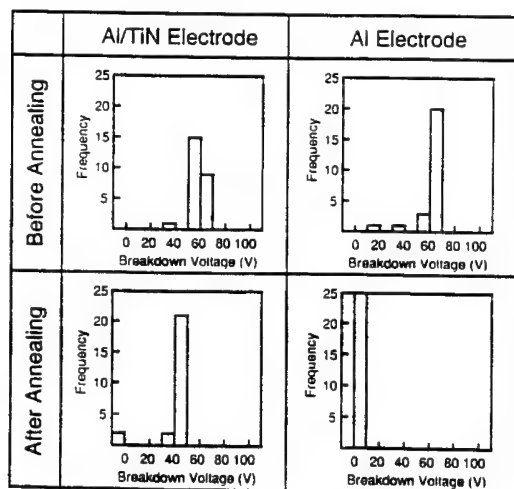 Al/TiN Electrode
Al Electrode
Before Annealing
Frequency
25
20
15
10
5
0 20 40 60 80 100
Breakdown Voltage (V)
Frequency
25
20
15
10
5
0 20 40 60 80 100
Breakdown Voltage (V)
After Annealing
Frequency
25
20
15
10
5
0 20 40 60 80 100
Breakdown Voltage (V)
Frequency
25
20
15
10
5
0 20 40 60 80 100
Breakdown Voltage (V)